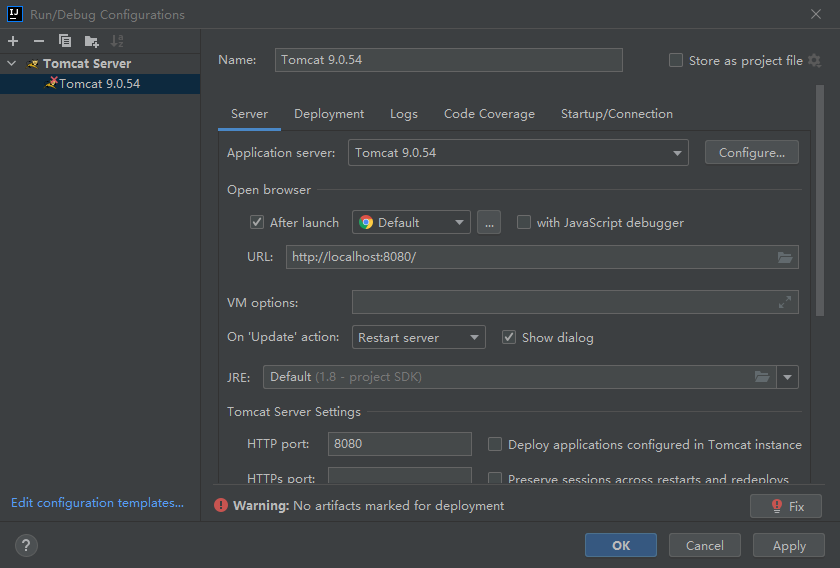 IJ
Run/Debug Configurations
Tomcat Server
Tomcat 9.0.54
Name: Tomcat 9.0.54 Store as project file
Server Deployment Logs Code Coverage Startup/Connection
Application server: Tomcat 9.0.54 Configure...
Open browser
After launch Default ... with JavaScript debugger
URL: http://localhost:8080/
VM options:
On 'Update' action: Restart server Show dialog
JRE: Default (1.8 - project SDK)
Tomcat Server Settings
HTTP port: 8080 Deploy applications configured in Tomcat instance
HTTPs port: Preserve sessions across restarts and redeploys
Edit configuration templates...
Warning: No artifacts marked for deployment Fix
? OK Cancel Apply